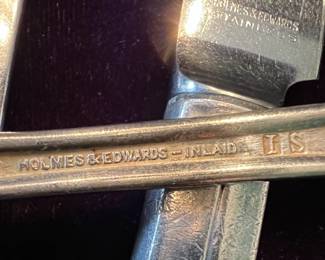 HOLMES & EDWARDS
STAINLESS
HOLMES & EDWARDS — INLAID IS